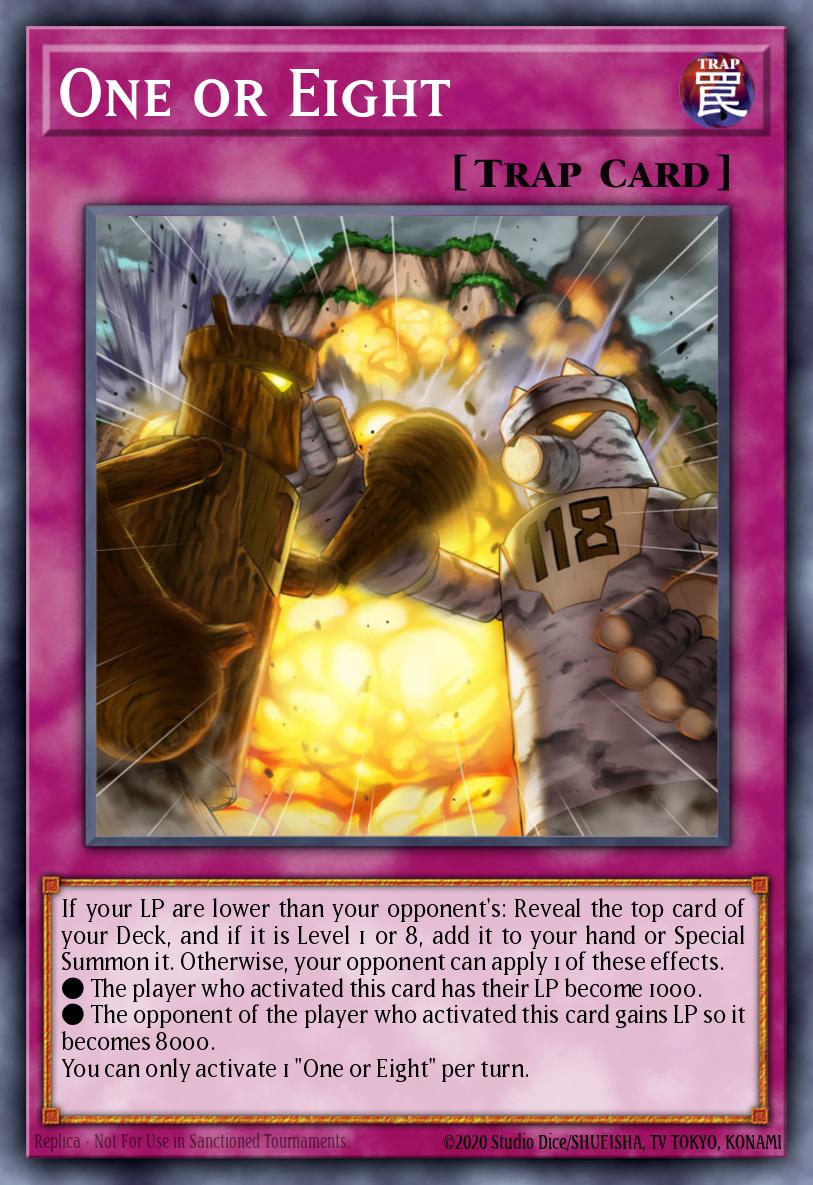 One or Eight
TRAP
罠
[Trap Card]
118
If your LP are lower than your opponent's: Reveal the top card of
your Deck, and if it is Level 1 or 8, add it to your hand or Special
Summon it. Otherwise, your opponent can apply 1 of these effects.
● The player who activated this card has their LP become 1000.
● The opponent of the player who activated this card gains LP so it
becomes 8000.
You can only activate 1 "One or Eight" per turn.
Replica - Not For Use in Sanctioned Tournaments.
©2020 Studio Dice/SHUEISHA, TV TOKYO, KONAMI